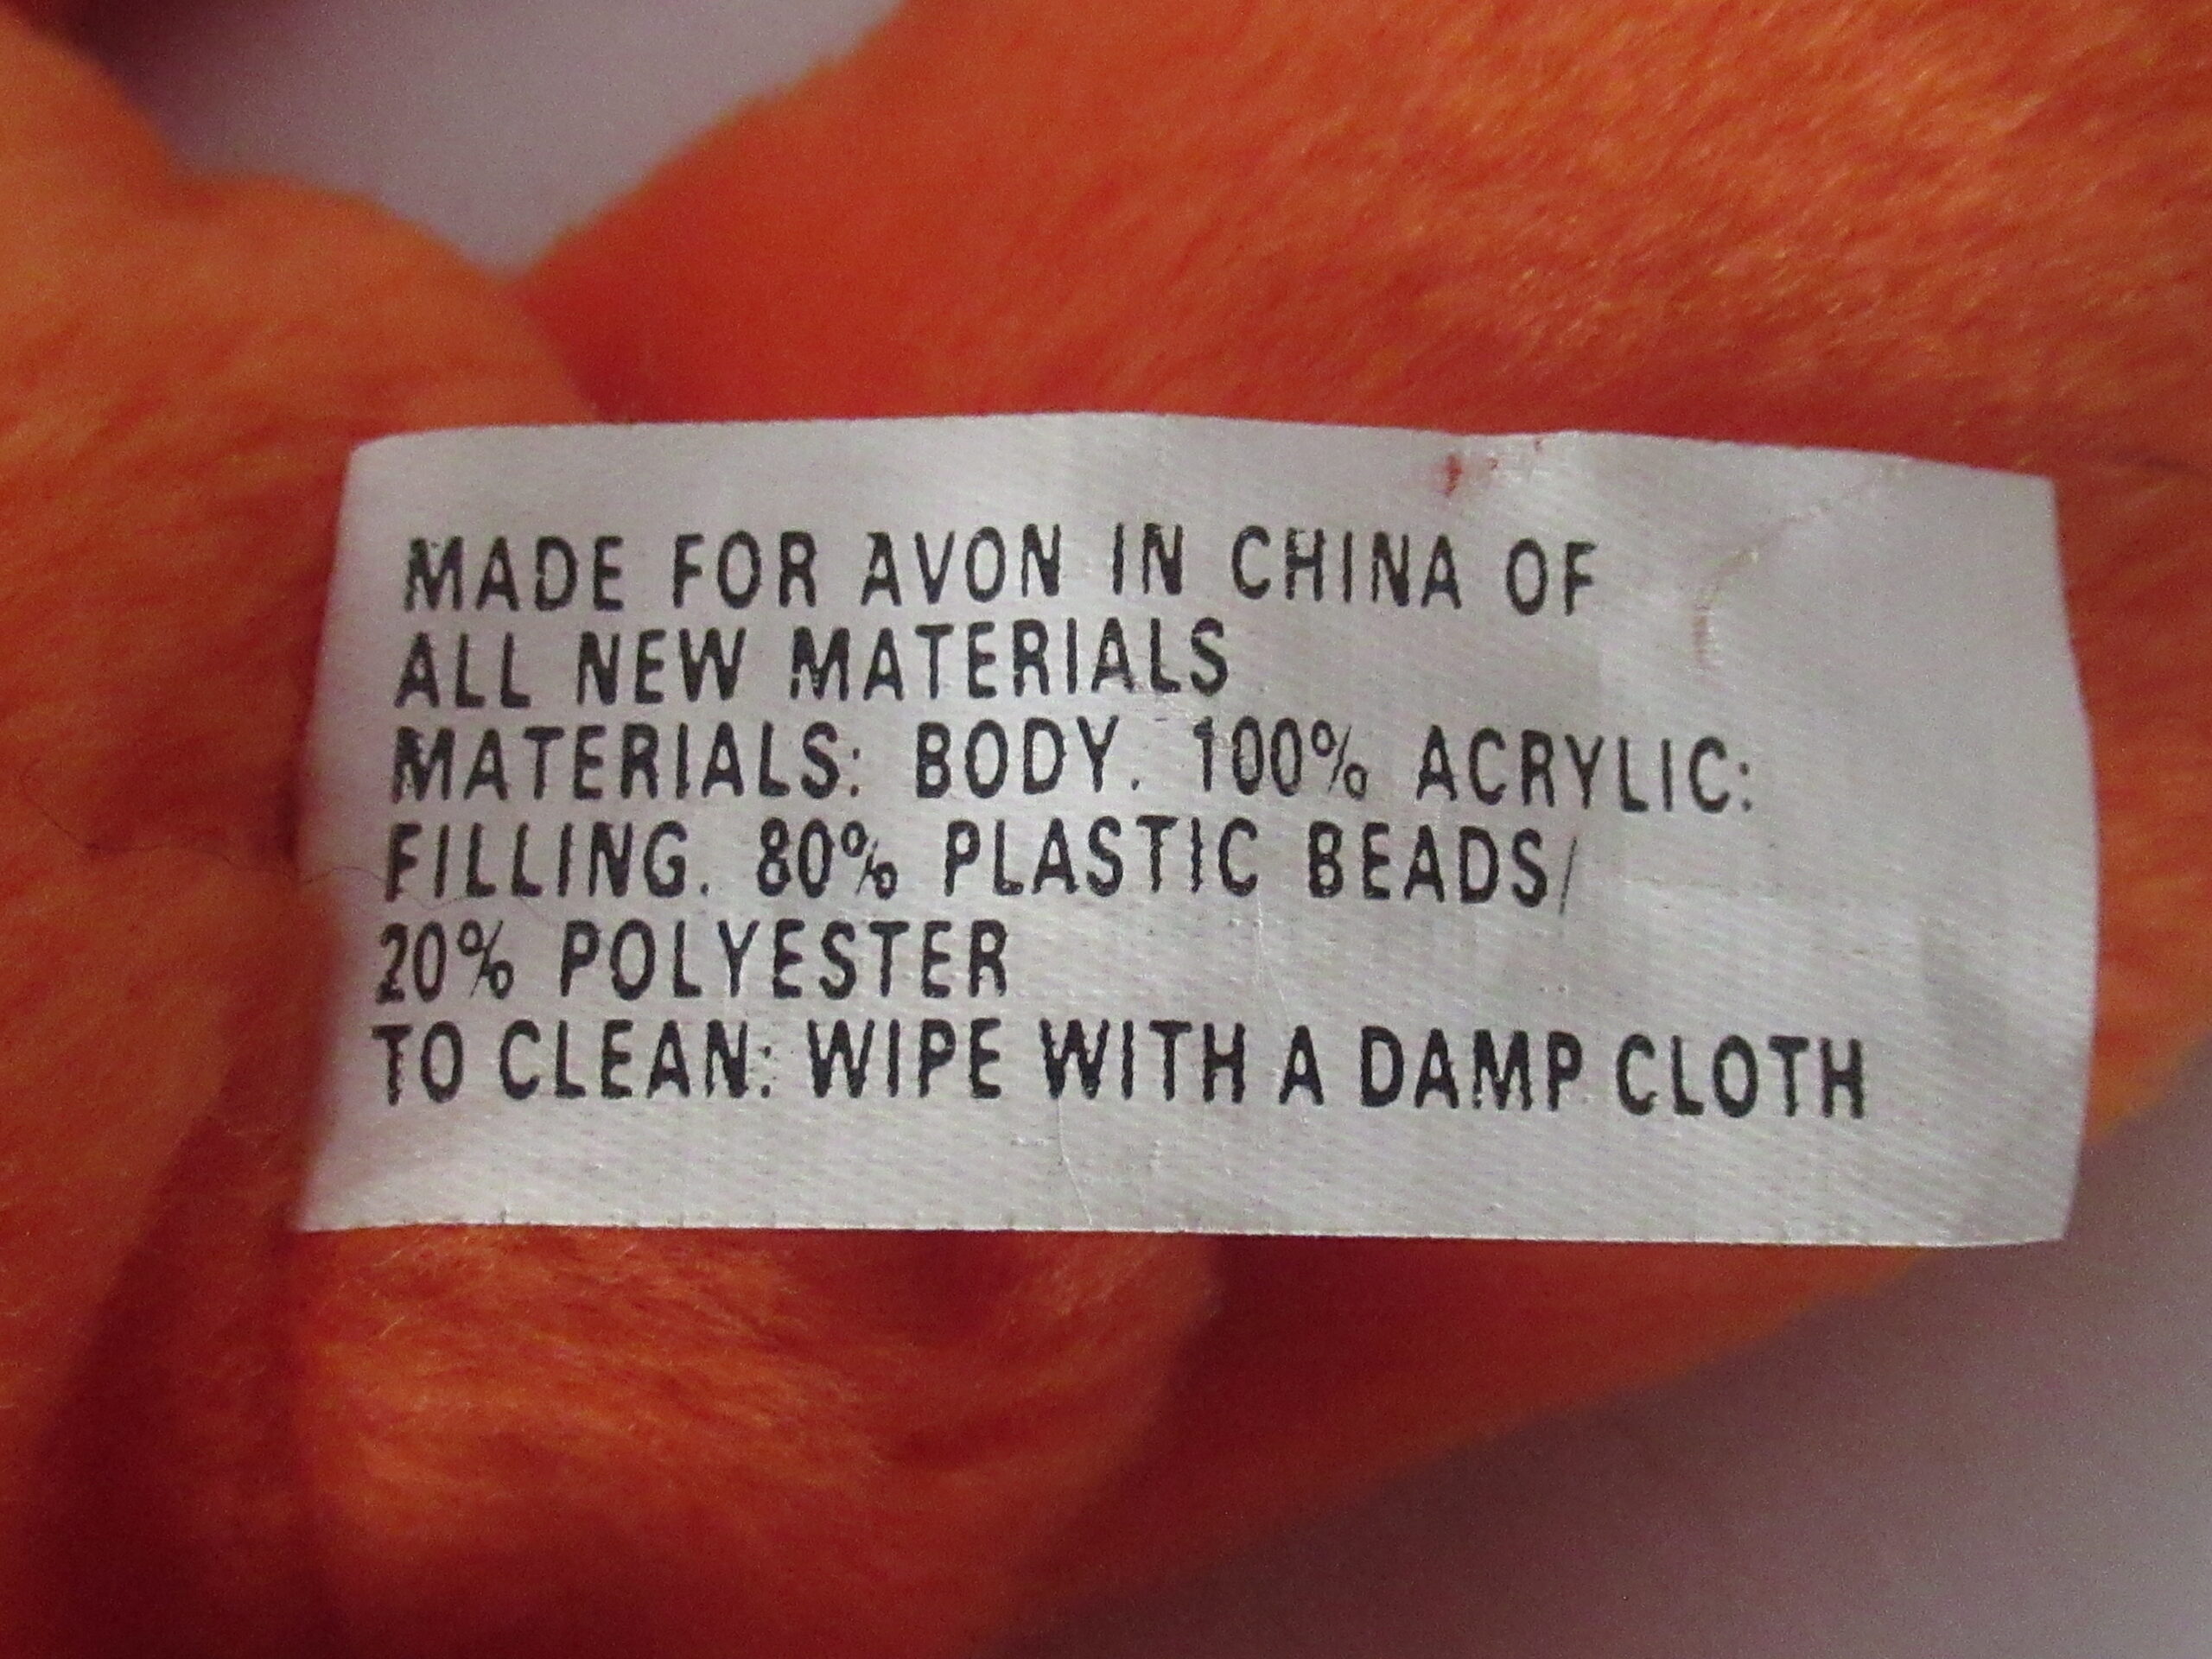 MADE FOR AVON IN CHINA OF
ALL NEW MATERIALS
MATERIALS: BODY. 100% ACRYLIC:
FILLING. 80% PLASTIC BEADS/
20% POLYESTER
TO CLEAN: WIPE WITH A DAMP CLOTH